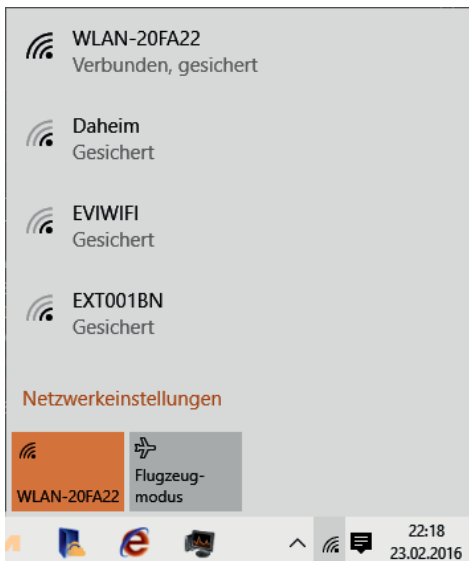 WLAN-20FA22
Verbunden, gesichert
Daheim
Gesichert
EVIWIFI
Gesichert
EXT001BN
Gesichert
Netzwerkeinstellungen
WLAN-20FA22
Flugzeug-
modus
22:18
23.02.2016